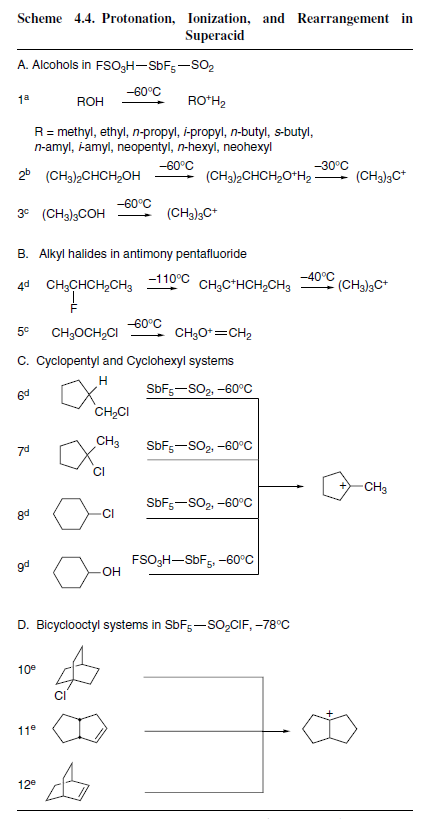 Scheme 4.4. Protonation, Ionization, and Rearrangement in
Superacid
A. Alcohols in FSO₃H—SbF₅—SO₂
1ᵃ ROH –60°C RO⁺H₂
R = methyl, ethyl, n-propyl, i-propyl, n-butyl, s-butyl,
n-amyl, i-amyl, neopentyl, n-hexyl, neohexyl
2ᵇ (CH₃)₂CHCH₂OH –60°C (CH₃)₂CHCH₂O⁺H₂ –30°C (CH₃)₃C⁺
3ᶜ (CH₃)₃COH –60°C (CH₃)₃C⁺
B. Alkyl halides in antimony pentafluoride
4ᵈ CH₃CHCH₂CH₃ –110°C CH₃C⁺HCH₂CH₃ –40°C (CH₃)₃C⁺
F
5ᶜ CH₃OCH₂Cl –60°C CH₃O⁺=CH₂
C. Cyclopentyl and Cyclohexyl systems
6ᵈ H CH₂Cl SbF₅—SO₂, –60°C
7ᵈ CH₃ Cl SbF₅—SO₂, –60°C
+ CH₃
8ᵈ Cl SbF₅—SO₂, –60°C
9ᵈ OH FSO₃H—SbF₅, –60°C
D. Bicyclooctyl systems in SbF₅—SO₂ClF, –78°C
10ᵉ Cl
11ᵉ +
12ᵉ